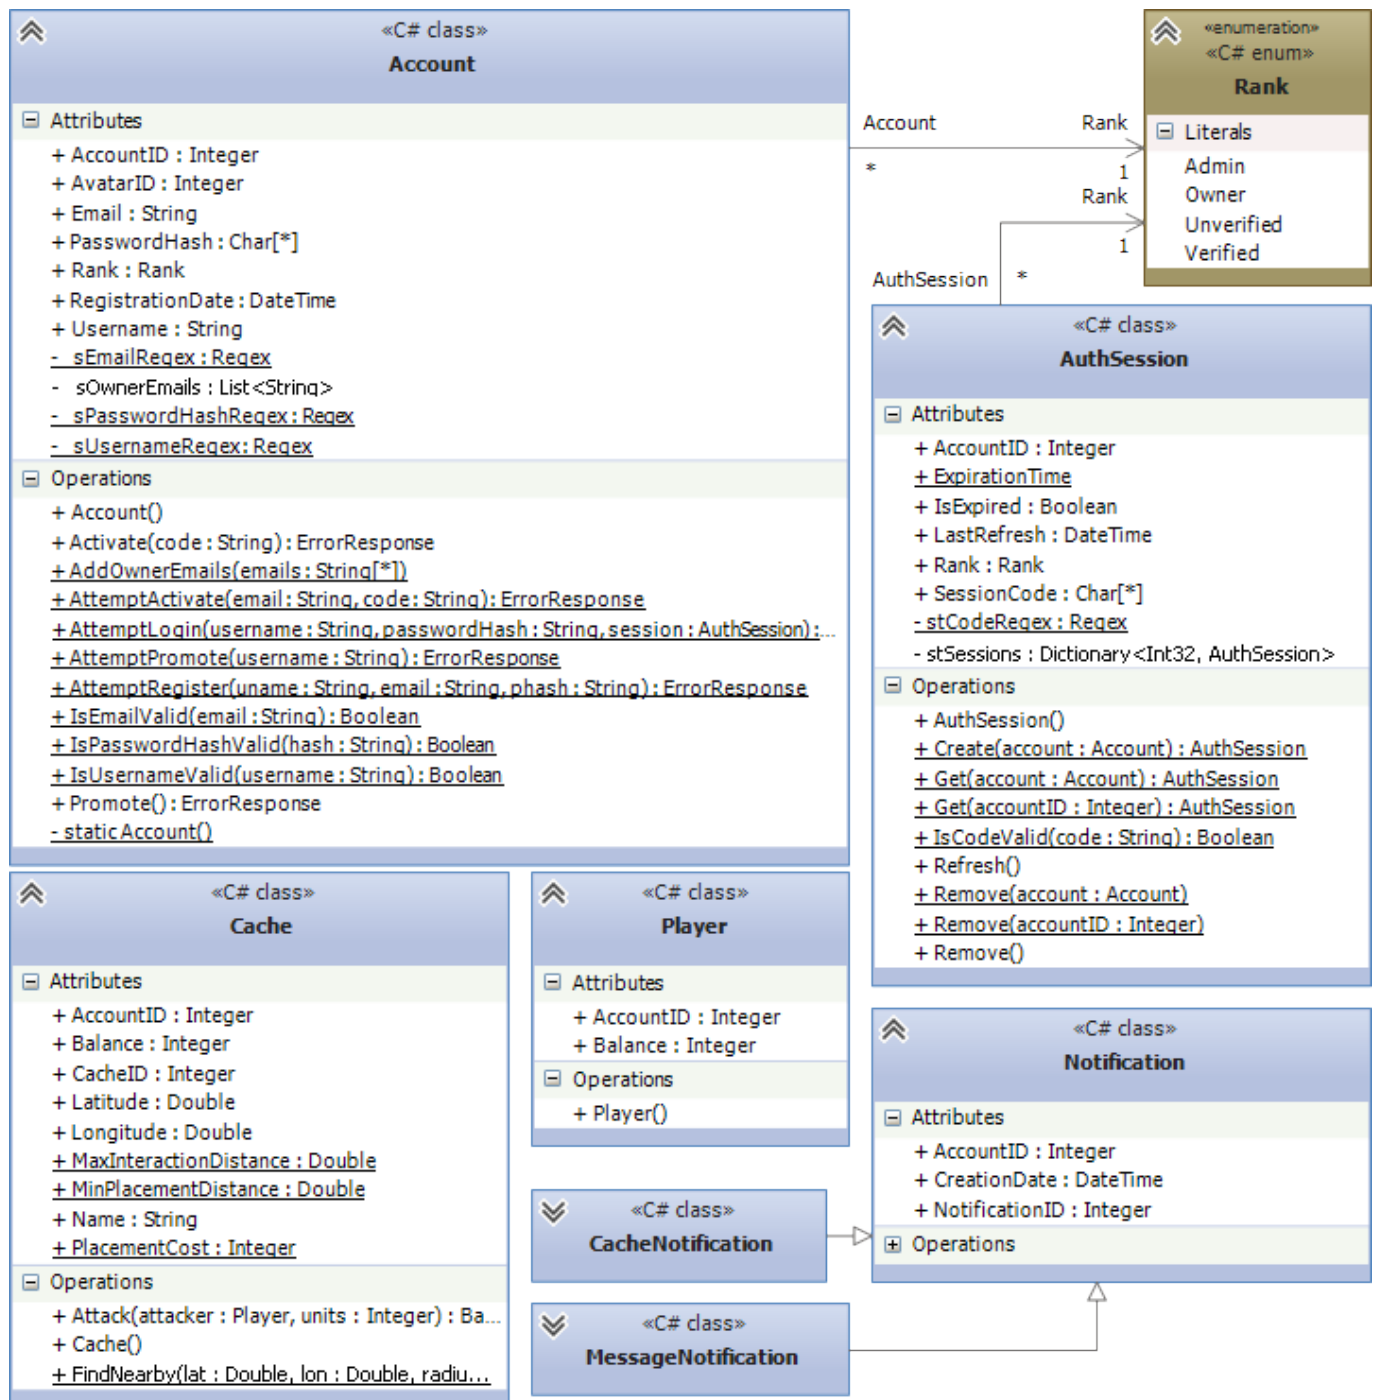 «C# class»
Account
Attributes
+ AccountID : Integer
+ AvatarID : Integer
+ Email : String
+ PasswordHash : Char[*]
+ Rank : Rank
+ RegistrationDate : DateTime
+ Username : String
- sEmailRegex : Regex
- sOwnerEmails : List<String>
- sPasswordHashRegex : Regex
- sUsernameRegex : Regex
Operations
+ Account()
+ Activate(code : String) : ErrorResponse
+ AddOwnerEmails(emails : String[*])
+ AttemptActivate(email : String, code : String) : ErrorResponse
+ AttemptLogin(username : String, passwordHash : String, session : AuthSession) :...
+ AttemptPromote(username : String) : ErrorResponse
+ AttemptRegister(uname : String, email : String, phash : String) : ErrorResponse
+ IsEmailValid(email : String) : Boolean
+ IsPasswordHashValid(hash : String) : Boolean
+ IsUsernameValid(username : String) : Boolean
+ Promote() : ErrorResponse
- static Account()
Account
Rank
*
1
Rank
1
AuthSession
*
«enumeration»
«C# enum»
Rank
Literals
Admin
Owner
Unverified
Verified
«C# class»
AuthSession
Attributes
+ AccountID : Integer
+ ExpirationTime
+ IsExpired : Boolean
+ LastRefresh : DateTime
+ Rank : Rank
+ SessionCode : Char[*]
- stCodeRegex : Regex
- stSessions : Dictionary<Int32, AuthSession>
Operations
+ AuthSession()
+ Create(account : Account) : AuthSession
+ Get(account : Account) : AuthSession
+ Get(accountID : Integer) : AuthSession
+ IsCodeValid(code : String) : Boolean
+ Refresh()
+ Remove(account : Account)
+ Remove(accountID : Integer)
+ Remove()
«C# class»
Cache
Attributes
+ AccountID : Integer
+ Balance : Integer
+ CacheID : Integer
+ Latitude : Double
+ Longitude : Double
+ MaxInteractionDistance : Double
+ MinPlacementDistance : Double
+ Name : String
+ PlacementCost : Integer
Operations
+ Attack(attacker : Player, units : Integer) : Ba...
+ Cache()
+ FindNearby(lat : Double, lon : Double, radiu...
«C# class»
Player
Attributes
+ AccountID : Integer
+ Balance : Integer
Operations
+ Player()
«C# class»
CacheNotification
«C# class»
MessageNotification
«C# class»
Notification
Attributes
+ AccountID : Integer
+ CreationDate : DateTime
+ NotificationID : Integer
Operations